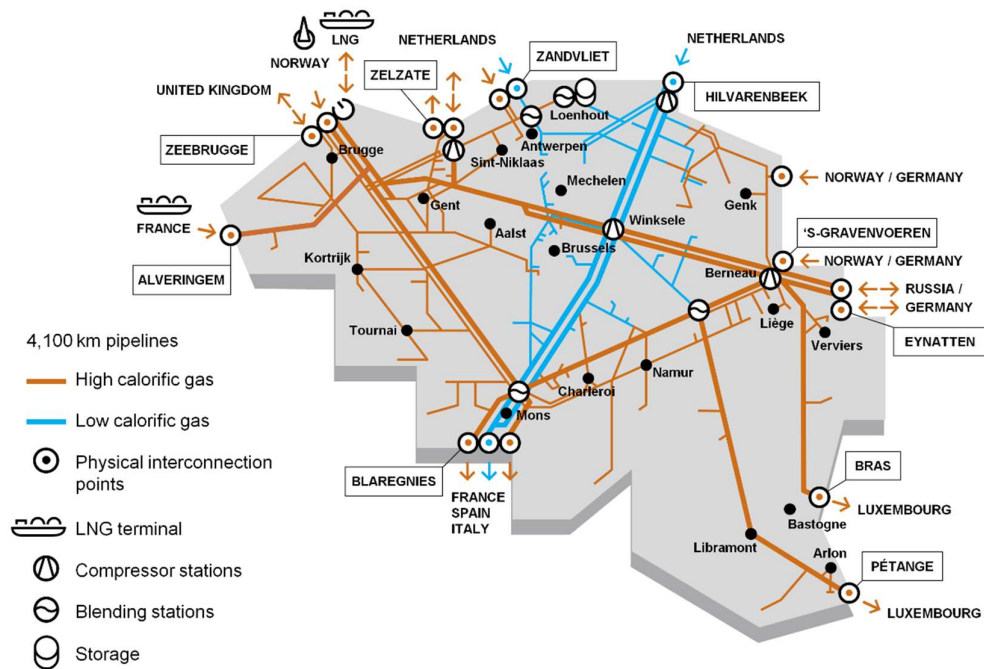 LNG
NORWAY
NETHERLANDS
ZANDVLIET
NETHERLANDS
ZELZATE
UNITED KINGDOM
Loenhout
HILVARENBEEK
ZEEBRUGGE
Brugge
Antwerpen
Sint-Niklaas
Mechelen
Genk
NORWAY / GERMANY
FRANCE
Gent
Aalst
Winksele
'S-GRAVENVOEREN
ALVERINGEM
Kortrijk
Brussels
Berneau
NORWAY / GERMANY
RUSSIA /
GERMANY
Liège
EYNATTEN
Tournai
Verviers
4,100 km pipelines
High calorific gas
Namur
Charleroi
Low calorific gas
Mons
Physical interconnection
points
BLAREGNIES
BRAS
FRANCE
SPAIN
ITALY
LUXEMBOURG
Bastogne
LNG terminal
Libramont
Arlon
PÉTANGE
Compressor stations
Blending stations
LUXEMBOURG
Storage